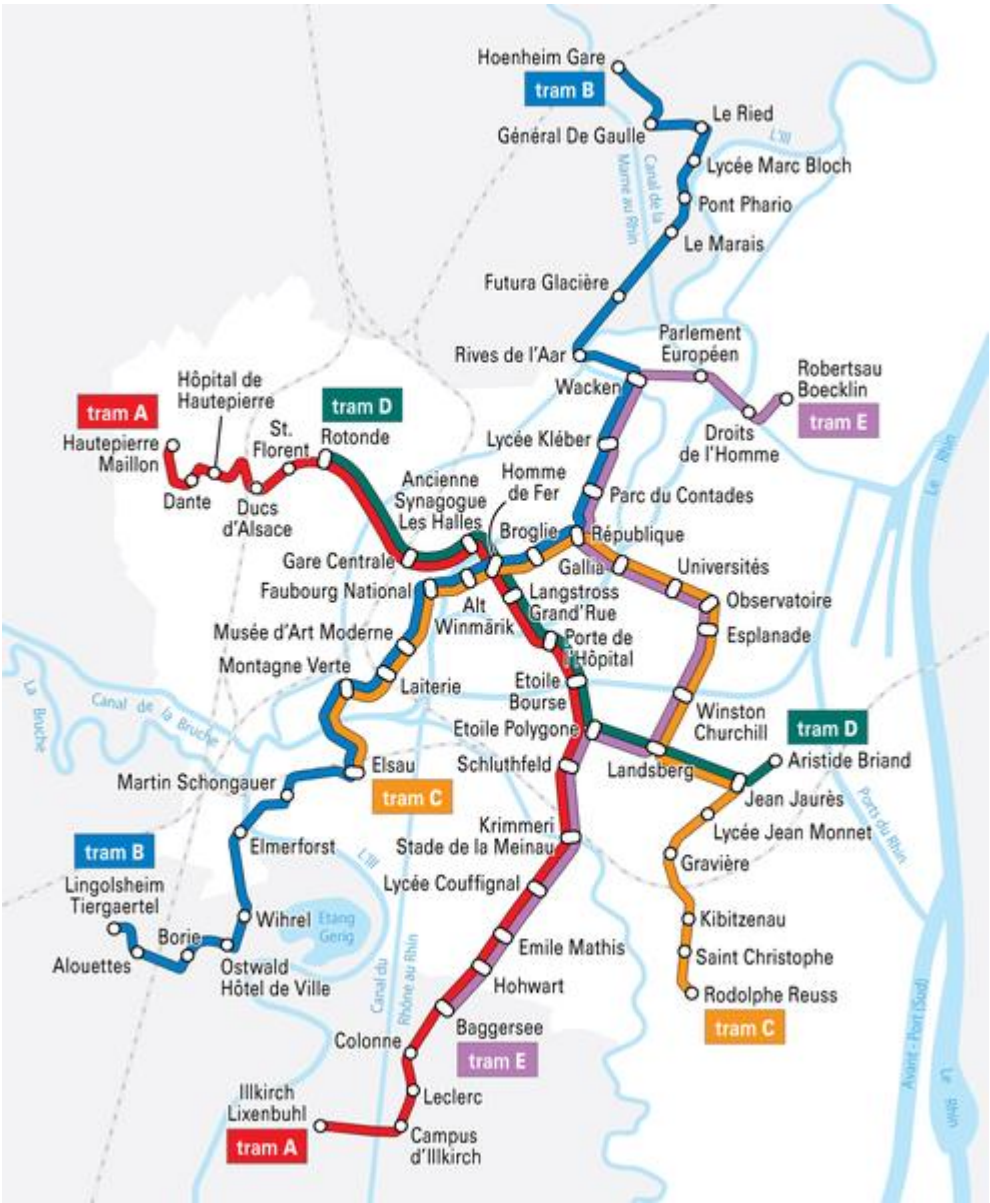 Hoenheim Gare
tram B
Général De Gaulle
Le Ried
L'Ill
Lycée Marc Bloch
Canal de la
Marne au Rhin
Pont Phario
Le Marais
Futura Glacière
Rives de l'Aar
Parlement
Européen
Wacken
Robertsau
Boecklin
tram E
Droits
de l'Homme
Le Rhin
Hôpital de
Hautepierre
tram A
Hautepierre
Maillon
Dante
Ducs
d'Alsace
St.
Florent
tram D
Rotonde
Lycée Kléber
Homme
de Fer
Parc du Contades
Ancienne
Synagogue
Les Halles
Broglie
République
Gare Centrale
Gallia
Universités
Faubourg National
Alt
Winmärik
Langstross
Grand'Rue
Observatoire
Esplanade
Musée d'Art Moderne
Porte de
l'Hôpital
Montagne Verte
Laiterie
Etoile
Bourse
La
Bruche
Canal de la Bruche
Etoile Polygone
Winston
Churchill
tram D
Elsau
tram C
Schluthfeld
Landsberg
Aristide Briand
Martin Schongauer
Jean Jaurès
Ports du Rhin
Elmerforst
L'Ill
Krimmeri
Stade de la Meinau
Lycée Jean Monnet
Gravière
tram B
Lingolsheim
Tiergaertel
Lycée Couffignal
Wihrel
Etang
Gerig
Kibitzenau
Borie
Emile Mathis
Alouettes
Ostwald
Hôtel de Ville
Saint Christophe
Hohwart
Canal du
Rhône au Rhin
Rodolphe Reuss
tram C
Baggersee
tram E
Colonne
Avant - Port (Sud)
Le Rhin
Leclerc
Illkirch
Lixenbuhl
tram A
Campus
d'Illkirch